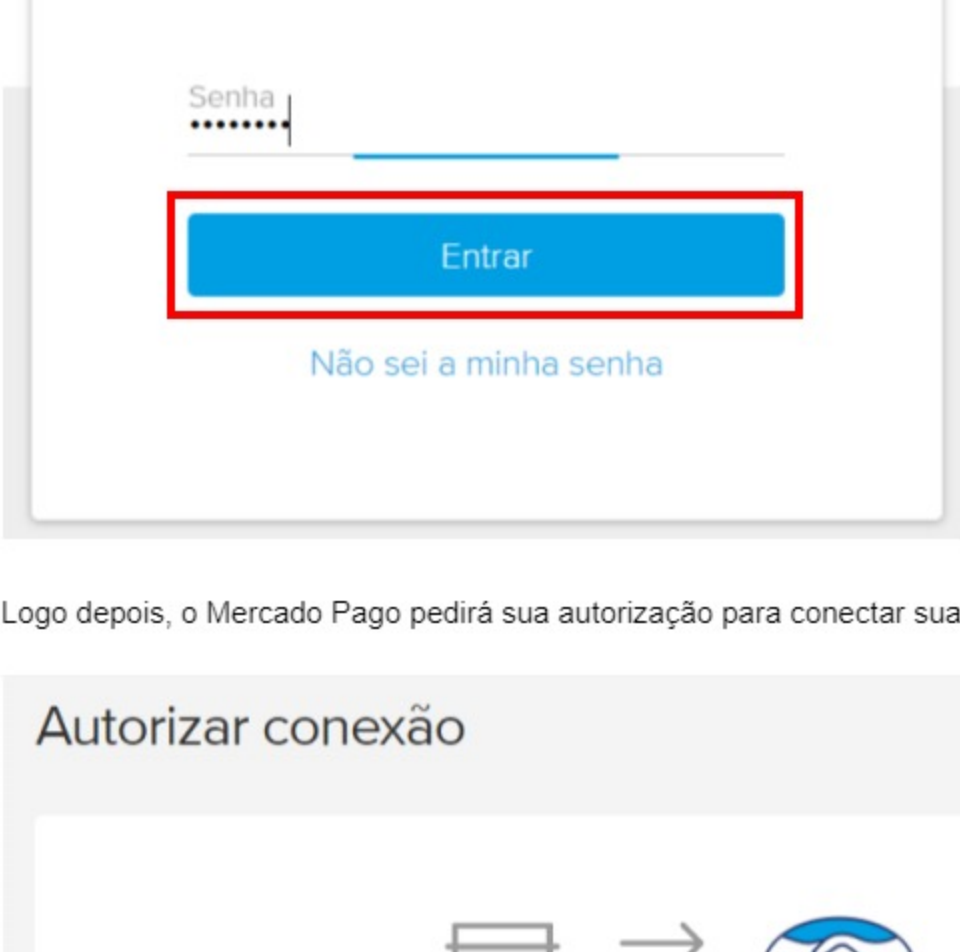 Senha
••••••••
Entrar
Não sei a minha senha
Logo depois, o Mercado Pago pedirá sua autorização para conectar sua
Autorizar conexão